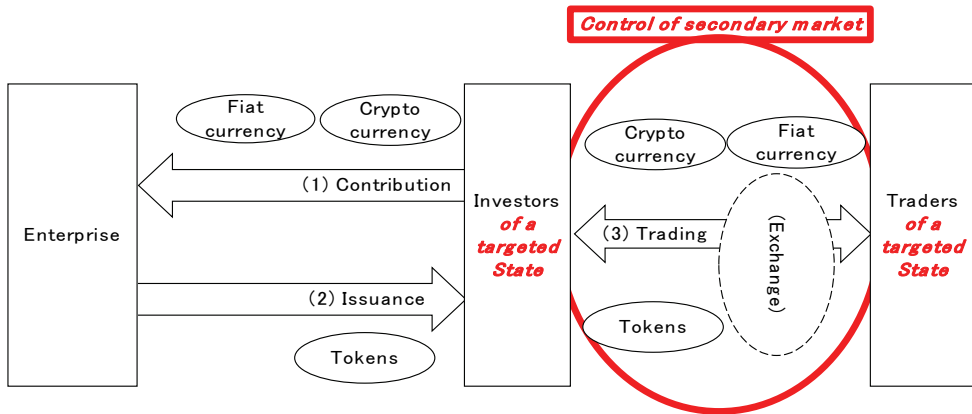 Control of secondary market
Fiat
currency
Crypto
currency
(1) Contribution
Enterprise
(2) Issuance
Tokens
Investors
of a
targeted
State
Crypto
currency
Fiat
currency
(3) Trading
(Exchange)
Tokens
Traders
of a
targeted
State